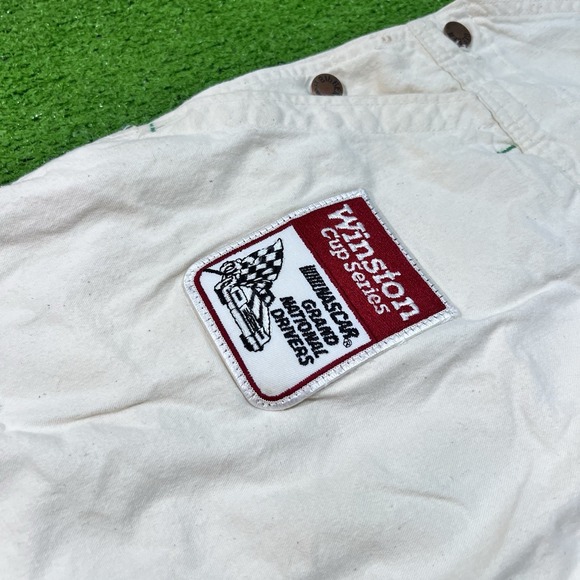 Winston
Cup Series
NASCAR®
GRAND
NATIONAL
DRIVERS